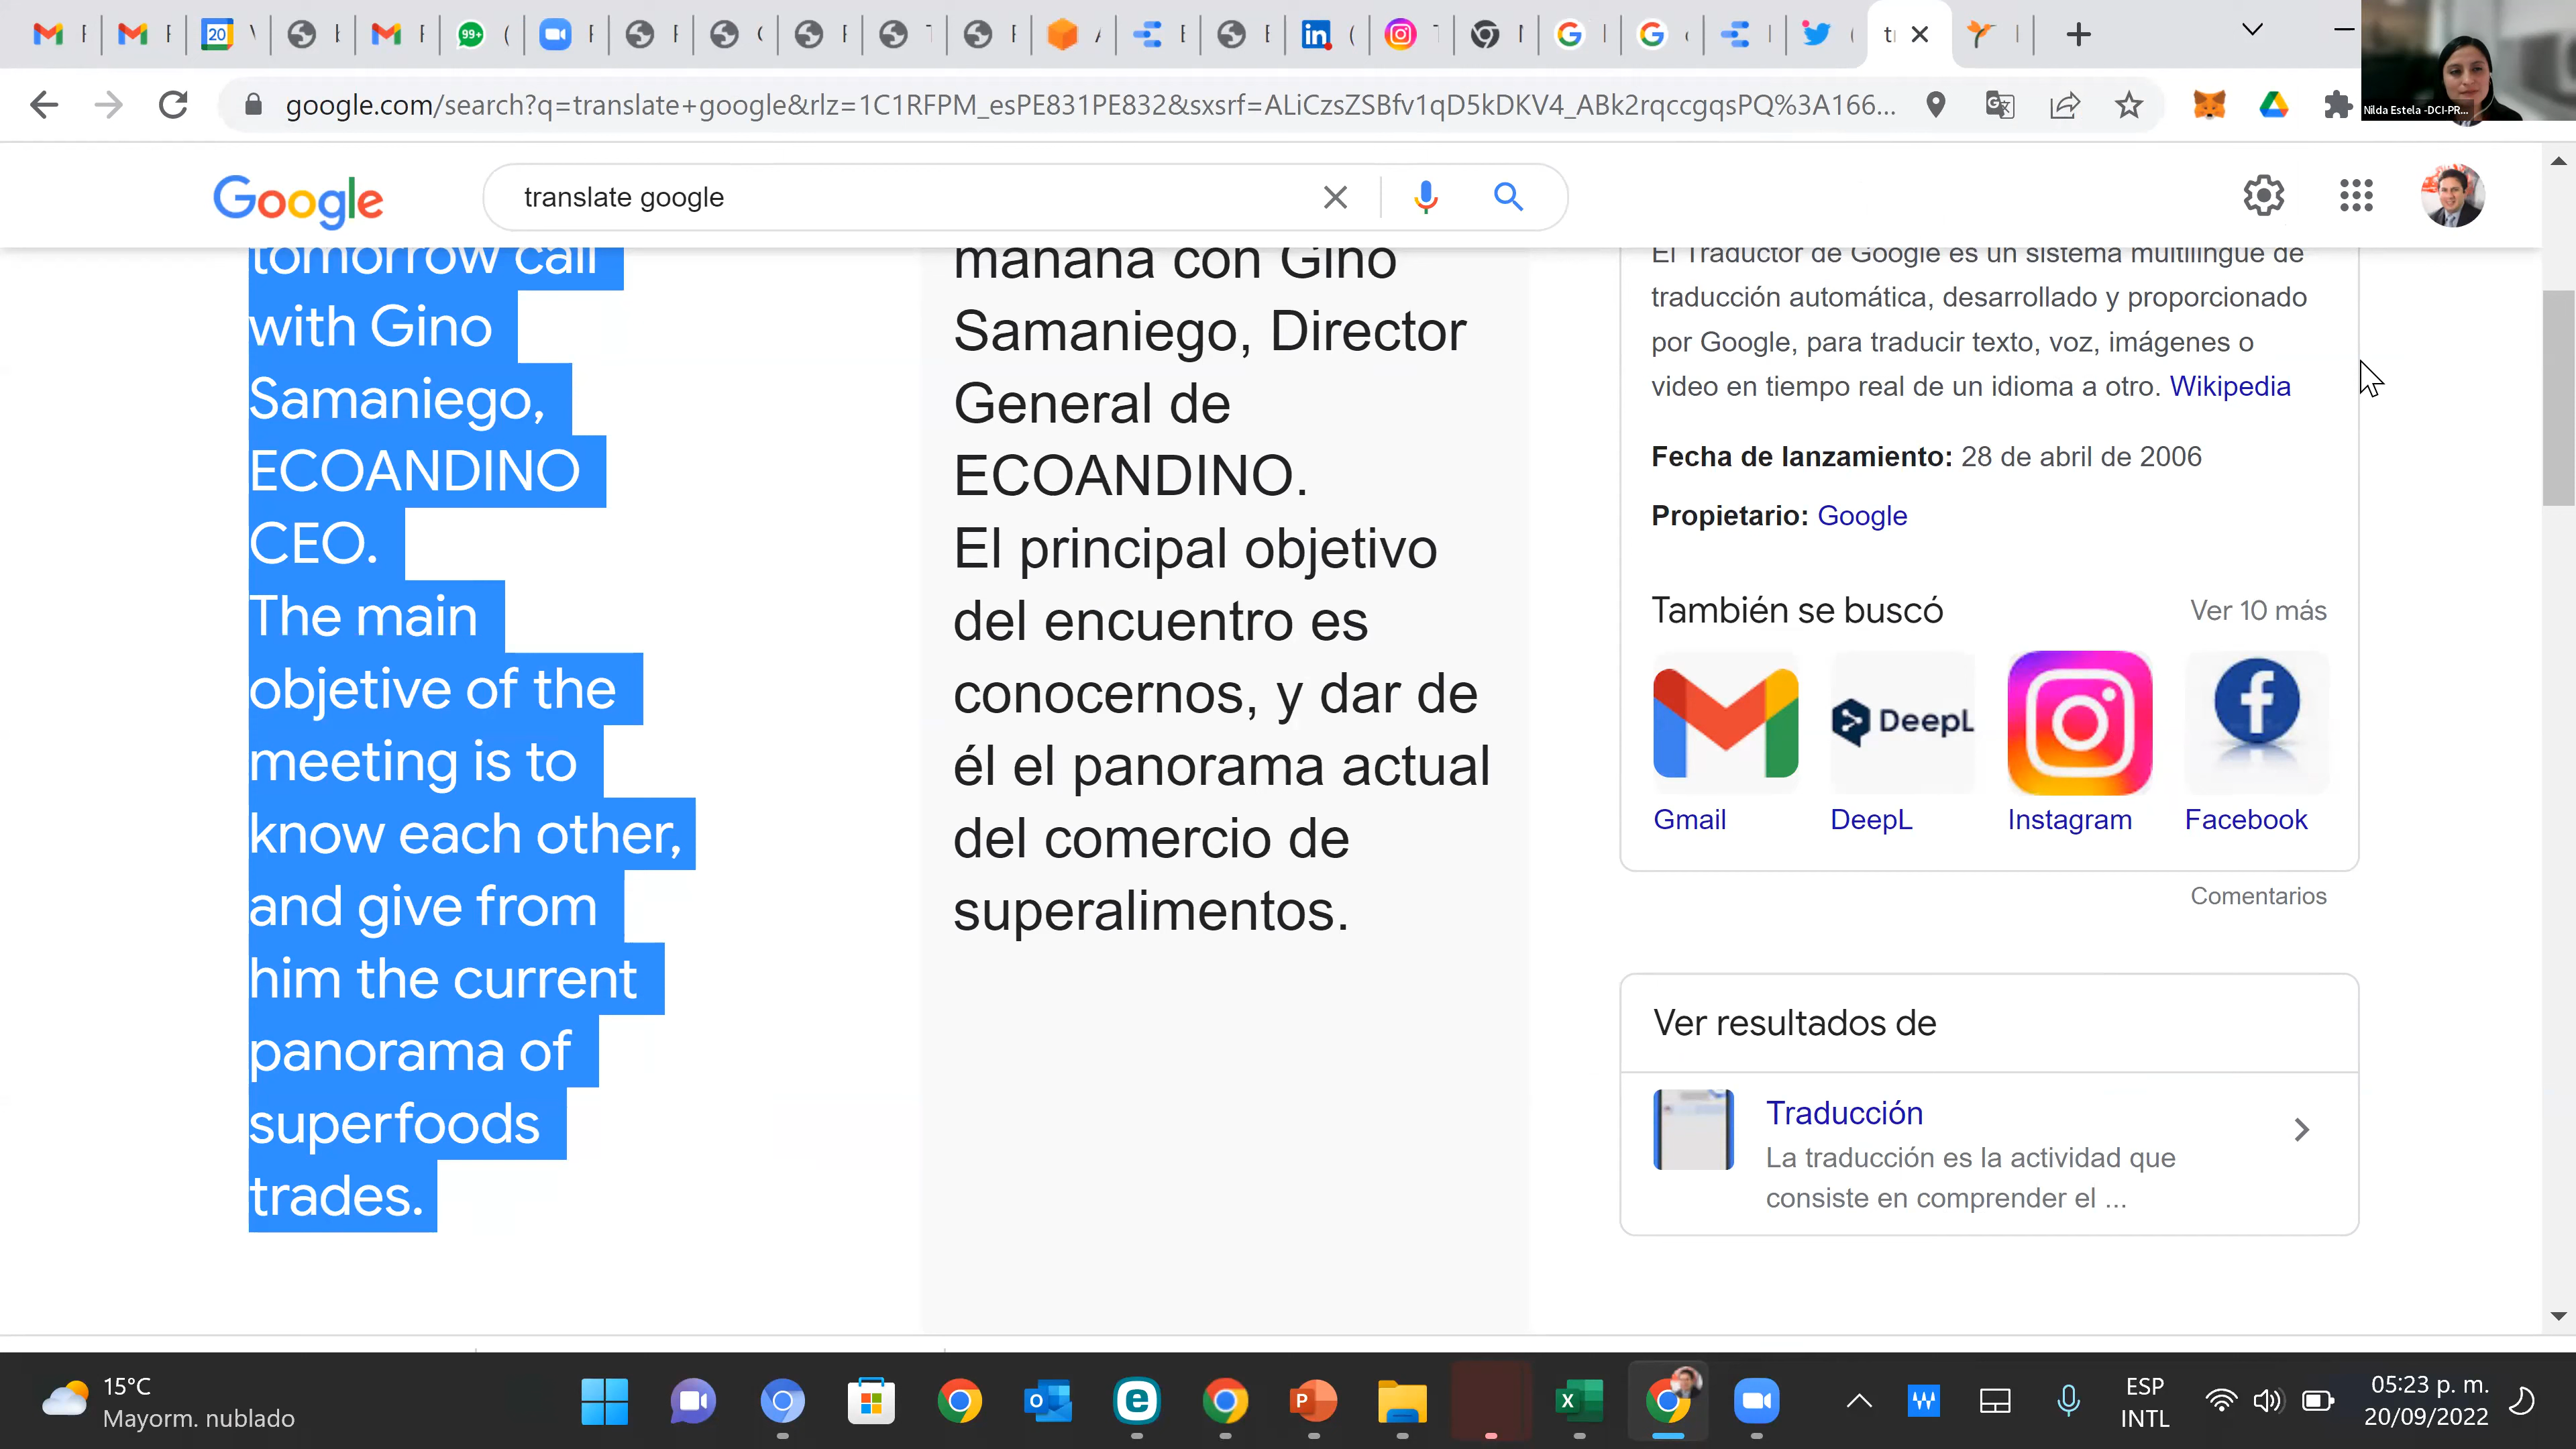 20
99+
google.com/search?q=translate+google&rlz=1C1RFPM_esPE831PE832&sxsrf=ALiCzsZSBfv1qD5kDKV4_ABk2rqccgqsPQ%3A166...
Nilda Estela -DCI-PR...
Google
translate google
tomorrow call
with Gino
Samaniego,
ECOANDINO
CEO.
The main
objetive of the
meeting is to
know each other,
and give from
him the current
panorama of
superfoods
trades.
mañana con Gino
Samaniego, Director
General de
ECOANDINO.
El principal objetivo
del encuentro es
conocernos, y dar de
él el panorama actual
del comercio de
superalimentos.
El Traductor de Google es un sistema multilingüe de
traducción automática, desarrollado y proporcionado
por Google, para traducir texto, voz, imágenes o
video en tiempo real de un idioma a otro. Wikipedia
Fecha de lanzamiento: 28 de abril de 2006
Propietario: Google
También se buscó
Ver 10 más
DeepL
Gmail
DeepL
Instagram
Facebook
Comentarios
Ver resultados de
Traducción
La traducción es la actividad que
consiste en comprender el ...
15°C
Mayorm. nublado
ESP
INTL
05:23 p. m.
20/09/2022